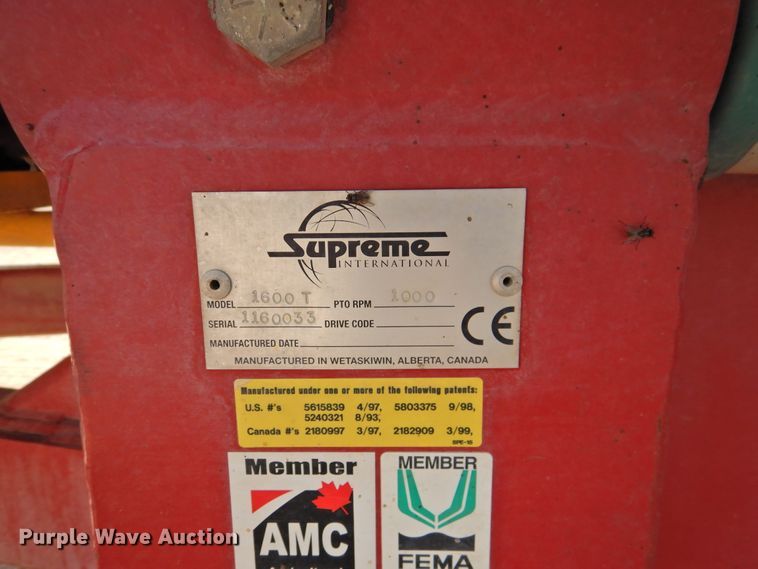 Supreme
INTERNATIONAL
MODEL 1600 T PTO RPM 1000
SERIAL 1160033 DRIVE CODE
MANUFACTURED DATE
CE
MANUFACTURED IN WETASKIWIN, ALBERTA, CANADA
Manufactured under one or more of the following patents:
U.S. #'s 5615839 4/97, 5803375 9/98,
5240321 8/93,
Canada #'s 2180997 3/97, 2182909 3/99,
SPE-15
Member
AMC
MEMBER
FEMA
Purple Wave Auction